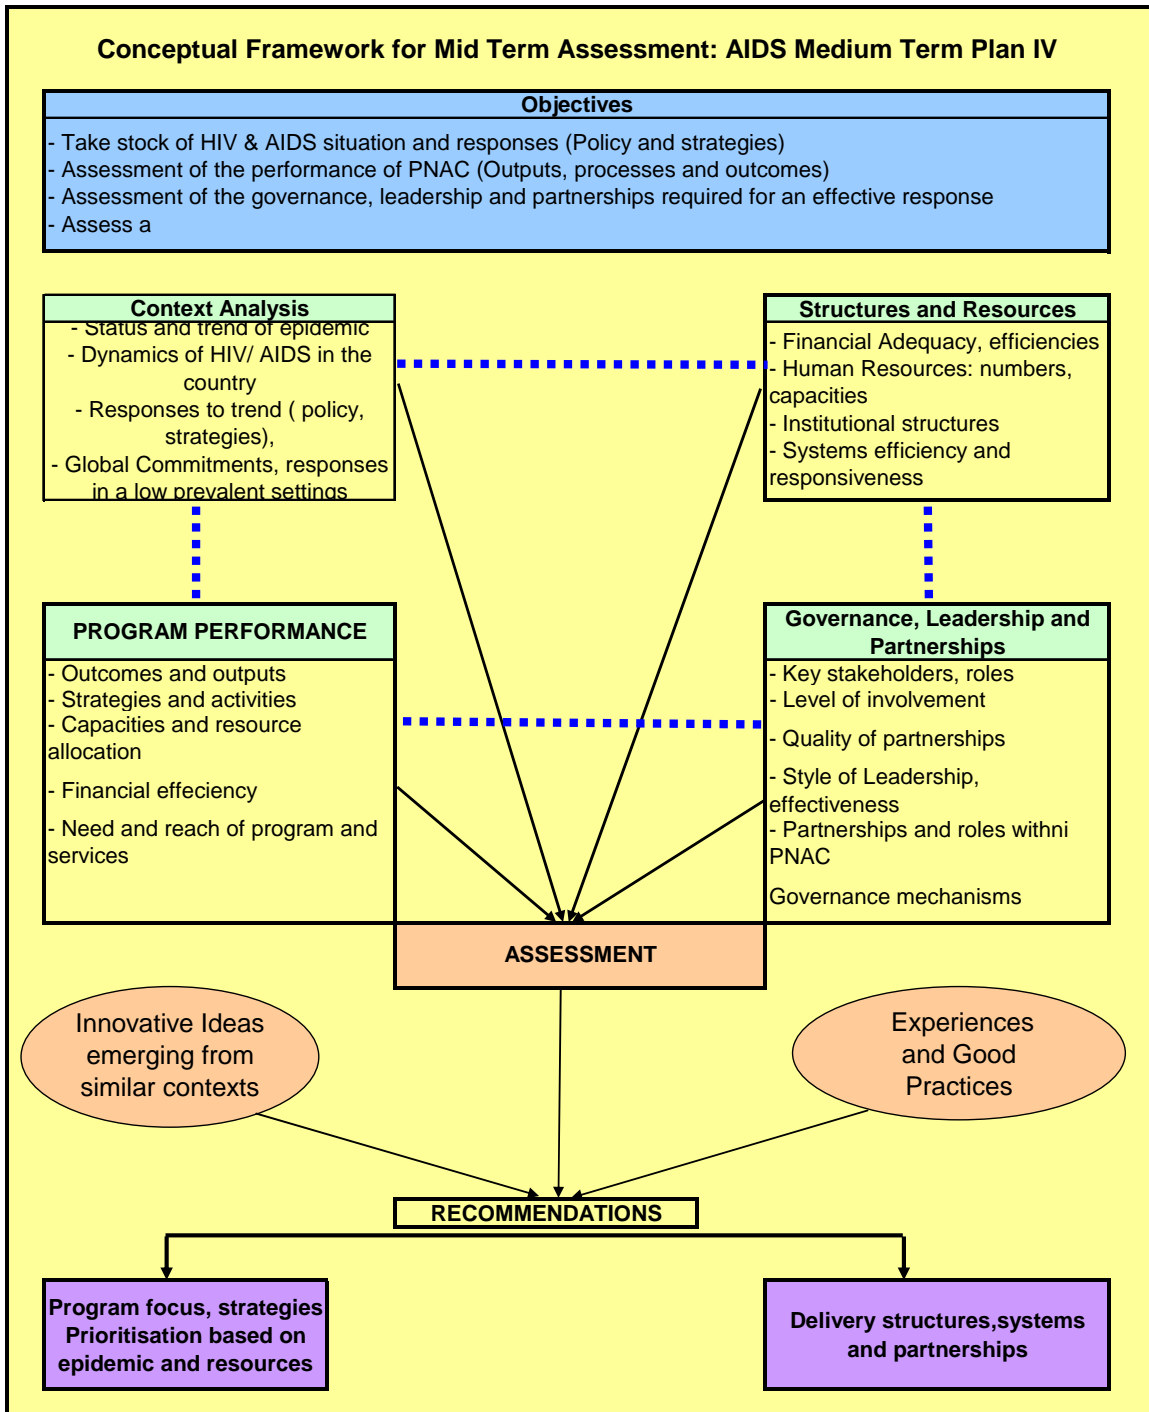 Conceptual Framework for Mid Term Assessment: AIDS Medium Term Plan IV
Objectives
- Take stock of HIV & AIDS situation and responses (Policy and strategies)
- Assessment of the performance of PNAC (Outputs, processes and outcomes)
- Assessment of the governance, leadership and partnerships required for an effective response
- Assess a
Context Analysis
- Status and trend of epidemic
- Dynamics of HIV/ AIDS in the
country
- Responses to trend ( policy,
strategies),
- Global Commitments, responses
in a low prevalent settings
Structures and Resources
- Financial Adequacy, efficiencies
- Human Resources: numbers,
capacities
- Institutional structures
- Systems efficiency and
responsiveness
PROGRAM PERFORMANCE
- Outcomes and outputs
- Strategies and activities
- Capacities and resource
allocation
- Financial effeciency
- Need and reach of program and
services
Governance, Leadership and
Partnerships
- Key stakeholders, roles
- Level of involvement
- Quality of partnerships
- Style of Leadership,
effectiveness
- Partnerships and roles withni
PNAC
Governance mechanisms
ASSESSMENT
Innovative Ideas
emerging from
similar contexts
Experiences
and Good
Practices
RECOMMENDATIONS
Program focus, strategies
Prioritisation based on
epidemic and resources
Delivery structures,systems
and partnerships